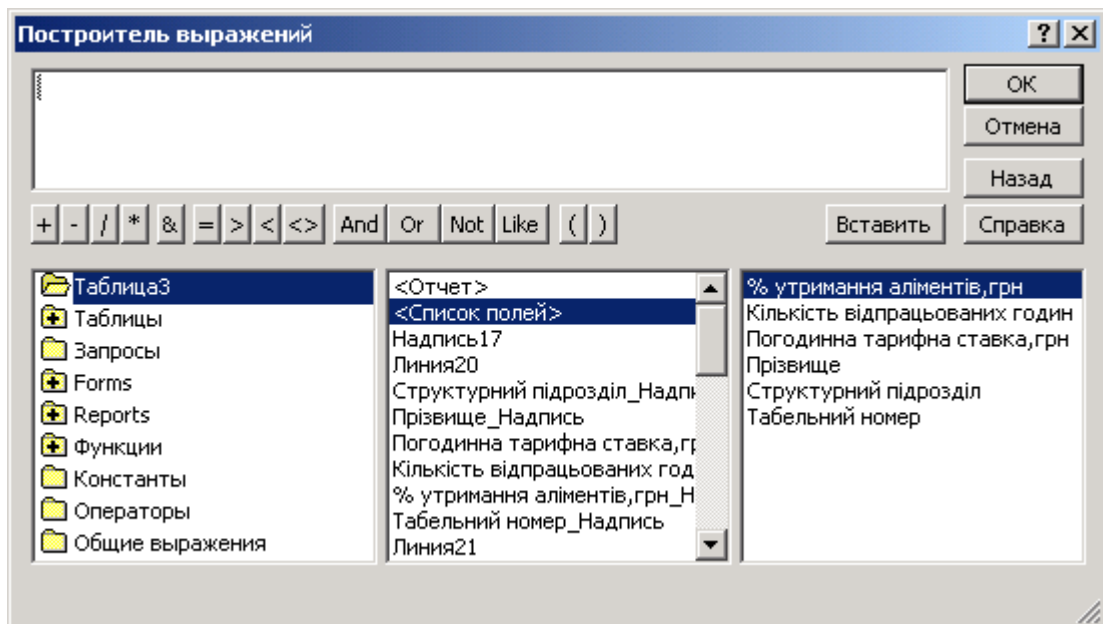 Построитель выражений
ОК
Отмена
Назад
+ - / * & = > < <> And Or Not Like ( ) Вставить Справка
Таблица3
Таблицы
Запросы
Forms
Reports
Функции
Константы
Операторы
Общие выражения
<Отчет>
<Список полей>
Надпись17
Линия20
Структурний підрозділ_Надпи
Прізвище_Надпись
Погодинна тарифна ставка,гр
Кількість відпрацьованих год
% утримання аліментів,грн_Н
Табельний номер_Надпись
Линия21
% утримання аліментів,грн
Кількість відпрацьованих годин
Погодинна тарифна ставка,грн
Прізвище
Структурний підрозділ
Табельний номер